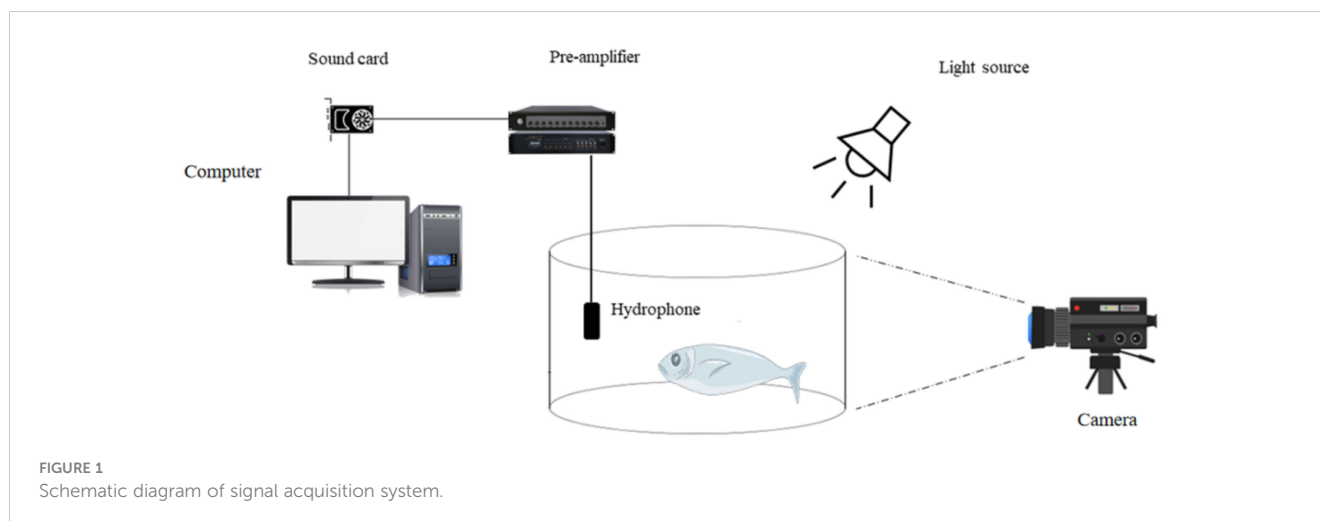 Sound card
Pre-amplifier
Light source
Computer
Hydrophone
Camera
FIGURE 1
Schematic diagram of signal acquisition system.